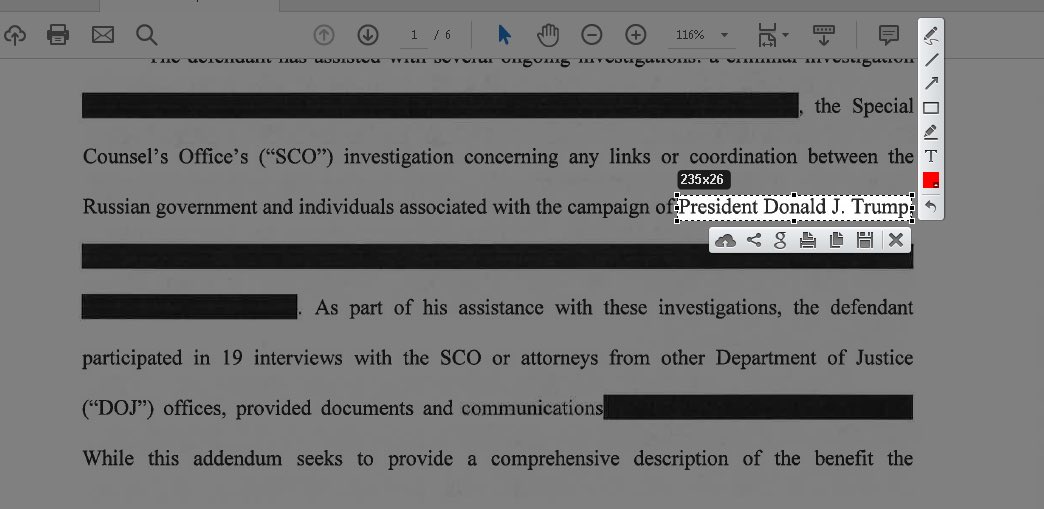 1 / 6 116%
The defendant has assisted with several ongoing investigations: a criminal investigation
, the Special
Counsel's Office's (“SCO”) investigation concerning any links or coordination between the
235x26
Russian government and individuals associated with the campaign of President Donald J. Trump
. As part of his assistance with these investigations, the defendant
participated in 19 interviews with the SCO or attorneys from other Department of Justice
(“DOJ”) offices, provided documents and communications
While this addendum seeks to provide a comprehensive description of the benefit the